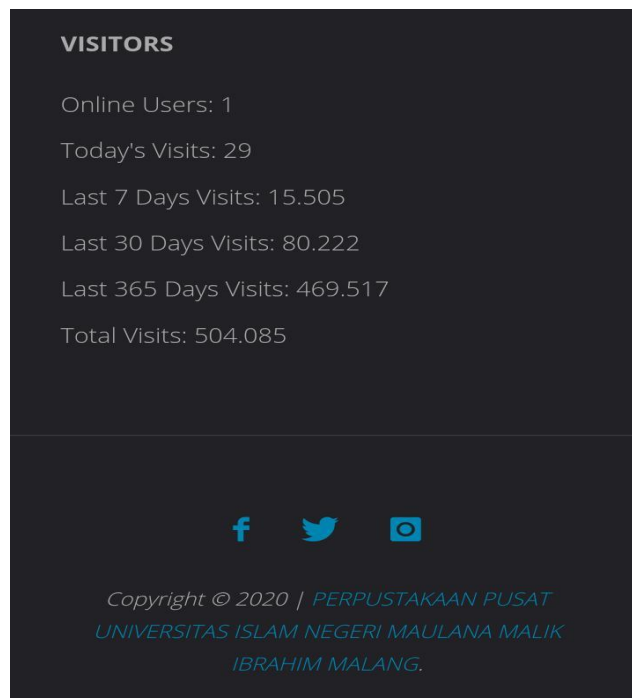 VISITORS
Online Users: 1
Today's Visits: 29
Last 7 Days Visits: 15.505
Last 30 Days Visits: 80.222
Last 365 Days Visits: 469.517
Total Visits: 504.085
Copyright © 2020 | PERPUSTAKAAN PUSAT
UNIVERSITAS ISLAM NEGERI MAULANA MALIK
IBRAHIM MALANG.